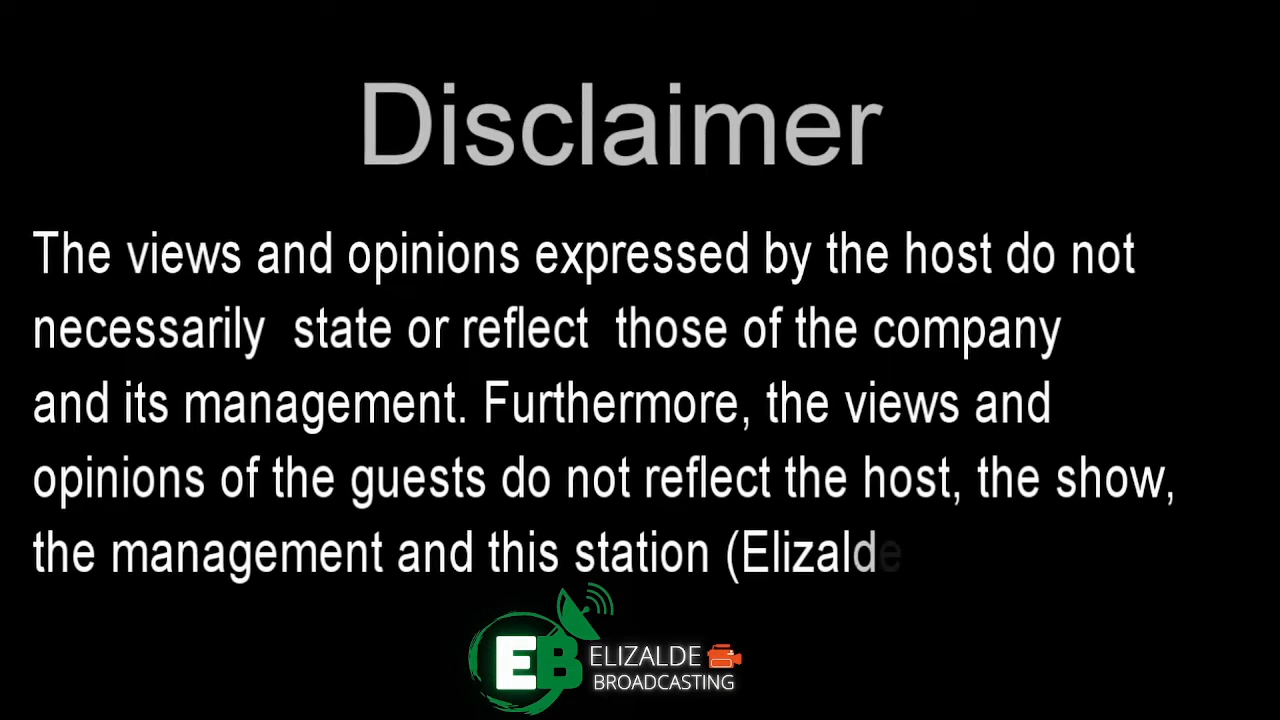 Disclaimer
The views and opinions expressed by the host do not
necessarily  state or reflect  those of the company
and its management. Furthermore, the views and
opinions of the guests do not reflect the host, the show,
the management and this station (Elizalde
EB ELIZALDE
BROADCASTING